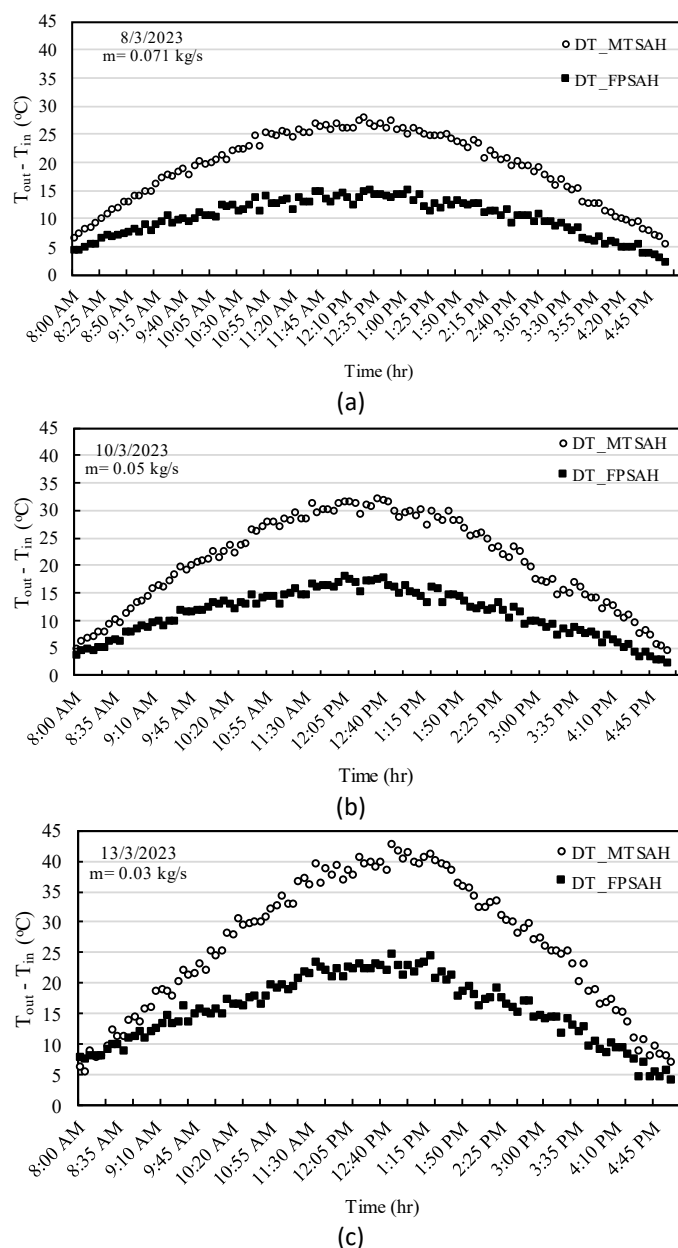 8/3/2023
m= 0.071 kg/s
DT_MTSAH
DT_FPSAH
T_out - T_in (°C)
45
40
35
30
25
20
15
10
5
0
8:00 AM
8:25 AM
8:50 AM
9:15 AM
9:40 AM
10:05 AM
10:30 AM
10:55 AM
11:20 AM
11:45 AM
12:10 PM
12:35 PM
1:00 PM
1:25 PM
1:50 PM
2:15 PM
2:40 PM
3:05 PM
3:30 PM
3:55 PM
4:20 PM
4:45 PM
Time (hr)
(a)
10/3/2023
m= 0.05 kg/s
DT_MTSAH
DT_FPSAH
T_out - T_in (°C)
45
40
35
30
25
20
15
10
5
0
8:00 AM
8:35 AM
9:10 AM
9:45 AM
10:20 AM
10:55 AM
11:30 AM
12:05 PM
12:40 PM
1:15 PM
1:50 PM
2:25 PM
3:00 PM
3:35 PM
4:10 PM
4:45 PM
Time (hr)
(b)
13/3/2023
m= 0.03 kg/s
DT_MTSAH
DT_FPSAH
T_out - T_in (°C)
45
40
35
30
25
20
15
10
5
0
8:00 AM
8:35 AM
9:10 AM
9:45 AM
10:20 AM
10:55 AM
11:30 AM
12:05 PM
12:40 PM
1:15 PM
1:50 PM
2:25 PM
3:00 PM
3:35 PM
4:10 PM
4:45 PM
Time (hr)
(c)